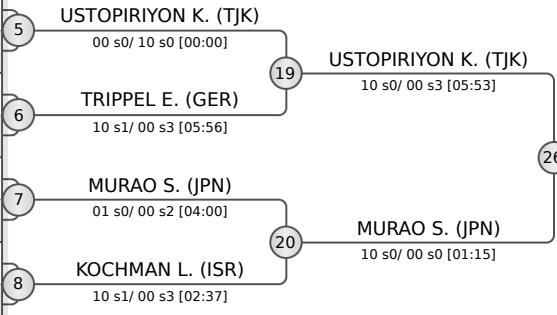 USTOPIRIYON K. (TJK)
5
00 s0/ 10 s0 [00:00]
19
USTOPIRIYON K. (TJK)
10 s0/ 00 s3 [05:53]
TRIPPEL E. (GER)
6
10 s1/ 00 s3 [05:56]
26
MURAO S. (JPN)
7
01 s0/ 00 s2 [04:00]
20
MURAO S. (JPN)
10 s0/ 00 s0 [01:15]
KOCHMAN L. (ISR)
8
10 s1/ 00 s3 [02:37]